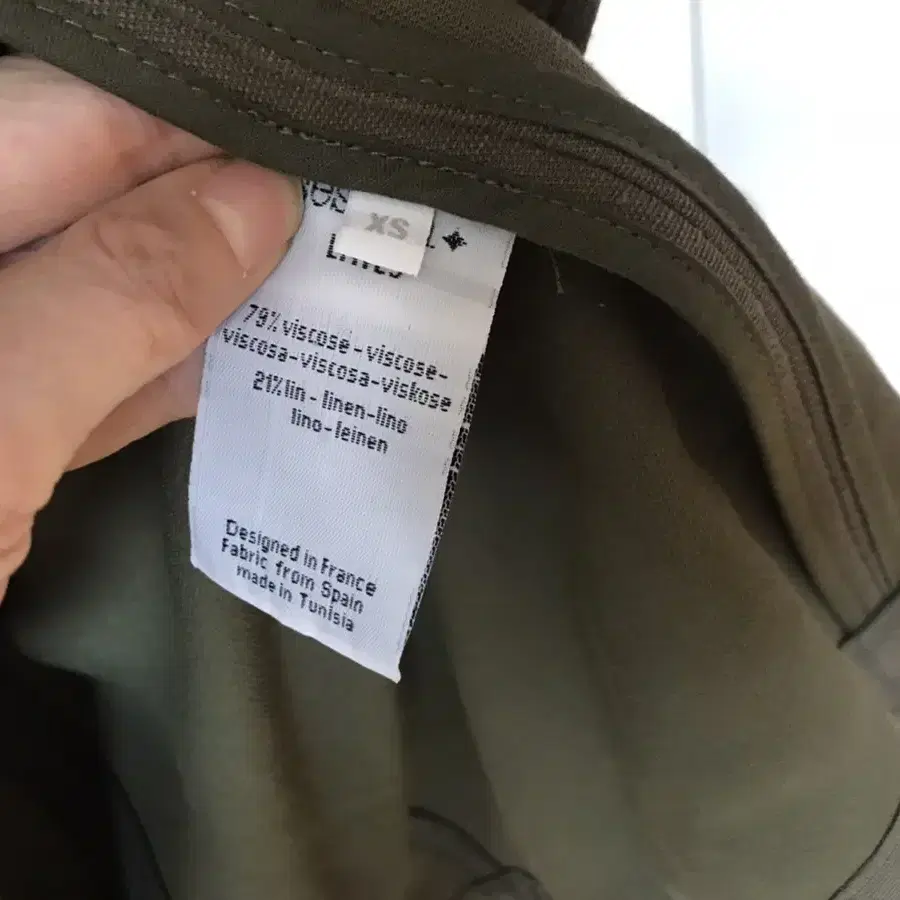 XS
79% viscose - viscose-
viscosa-viscosa-viskose
21% lin - linen-lino
lino-leinen
Designed in France
Fabric from Spain
made in Tunisia